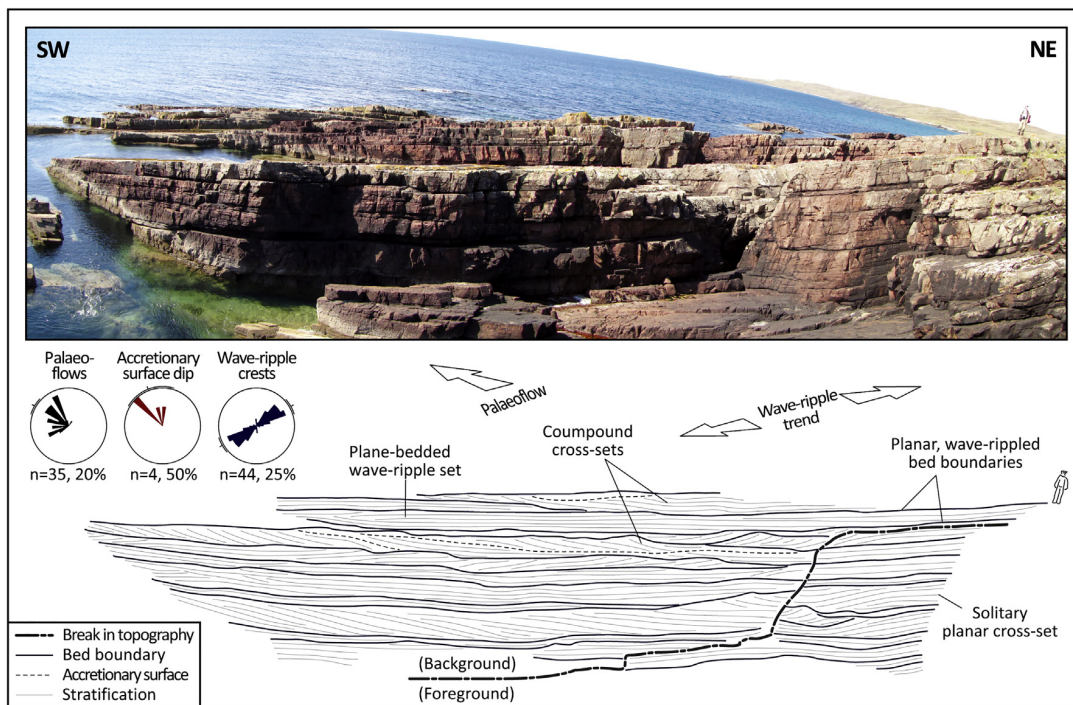 SW
NE
Palaeo-
flows
Accretionary
surface dip
Wave-ripple
crests
n=35, 20%
n=4, 50%
n=44, 25%
Palaeoflow
Wave-ripple
trend
Plane-bedded
wave-ripple set
Coumpound
cross-sets
Planar, wave-rippled
bed boundaries
Solitary
planar cross-set
(Background)
(Foreground)
Break in topography
Bed boundary
Accretionary surface
Stratification